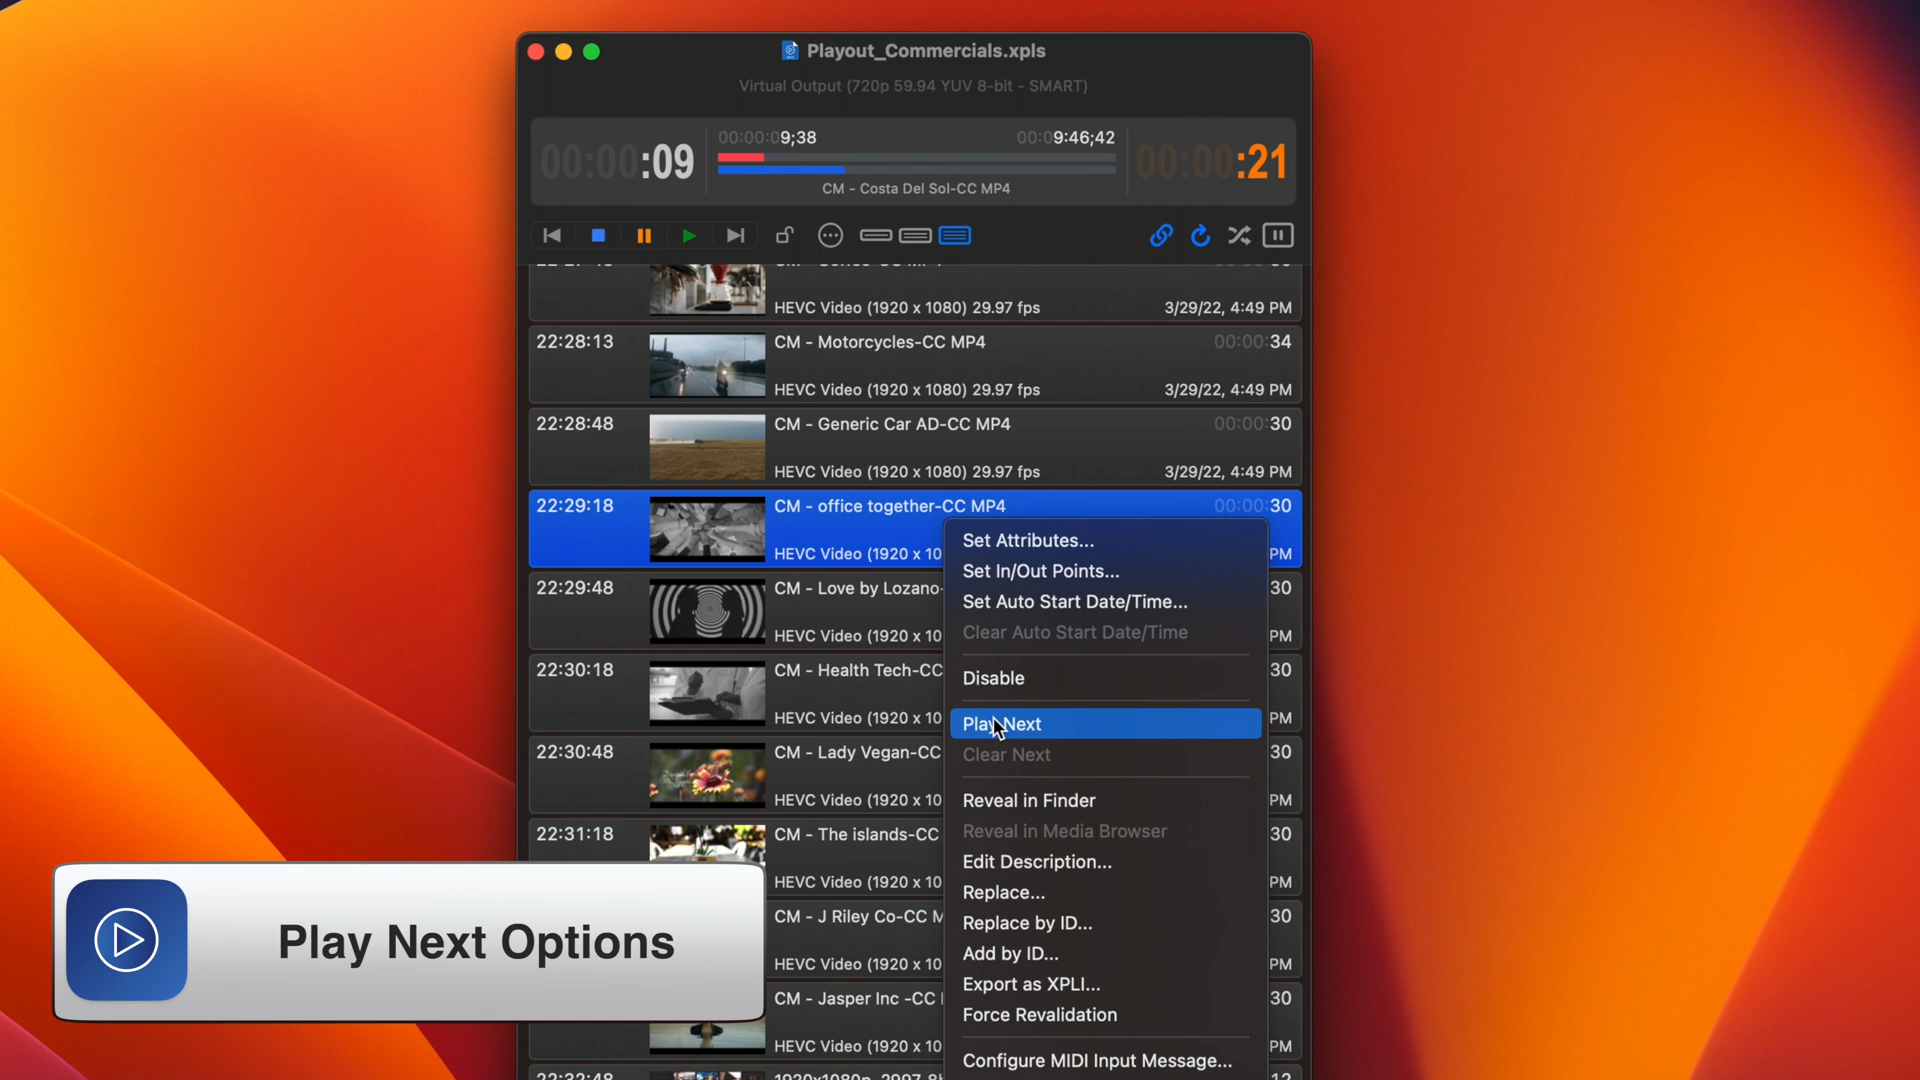 Playout_Commercials.xpls
Virtual Output (720p 59.94 YUV 8-bit - SMART)
00:00:09
00:00:09;38
00:09:46;42
00:00:21
CM - Costa Del Sol-CC MP4
HEVC Video (1920 x 1080) 29.97 fps
3/29/22, 4:49 PM
22:28:13
CM - Motorcycles-CC MP4
00:00:34
HEVC Video (1920 x 1080) 29.97 fps
3/29/22, 4:49 PM
22:28:48
CM - Generic Car AD-CC MP4
00:00:30
HEVC Video (1920 x 1080) 29.97 fps
3/29/22, 4:49 PM
22:29:18
CM - office together-CC MP4
00:00:30
HEVC Video (1920 x 10
PM
22:29:48
CM - Love by Lozano-
30
HEVC Video (1920 x 10
PM
22:30:18
CM - Health Tech-CC
30
HEVC Video (1920 x 10
PM
22:30:48
CM - Lady Vegan-CC
30
HEVC Video (1920 x 10
PM
22:31:18
CM - The islands-CC
30
HEVC Video (1920 x 10
PM
CM - J Riley Co-CC M
30
HEVC Video (1920 x 10
PM
CM - Jasper Inc -CC
30
HEVC Video (1920 x 10
PM
22:32:48
12
Set Attributes...
Set In/Out Points...
Set Auto Start Date/Time...
Clear Auto Start Date/Time
Disable
Play Next
Clear Next
Reveal in Finder
Reveal in Media Browser
Edit Description...
Replace...
Replace by ID...
Add by ID...
Export as XPLI...
Force Revalidation
Configure MIDI Input Message...
Play Next Options